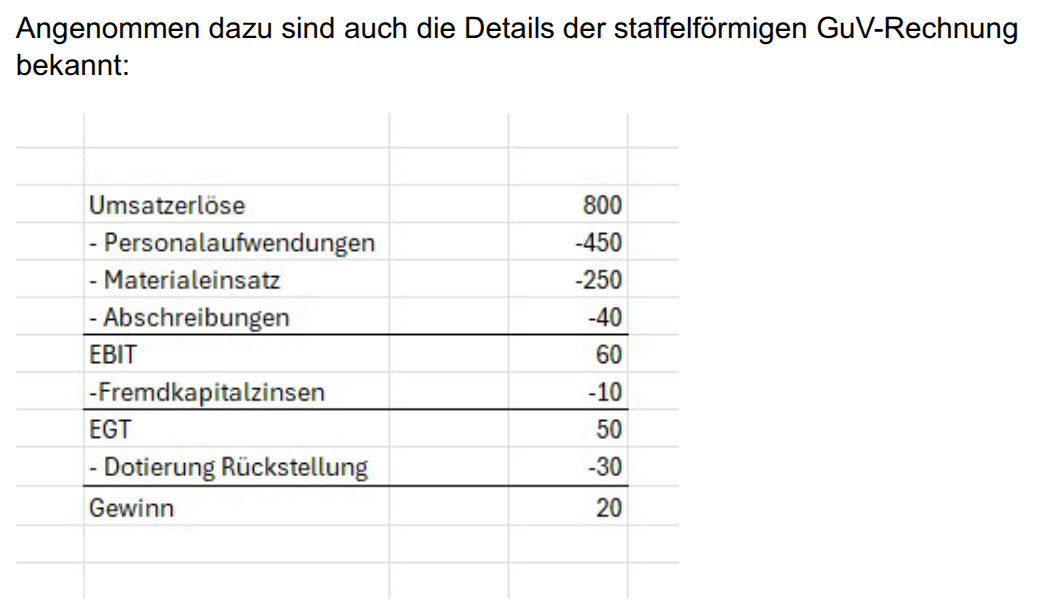 Angenommen dazu sind auch die Details der staffelförmigen GuV-Rechnung
bekannt:
Umsatzerlöse 800
- Personalaufwendungen -450
- Materialeinsatz -250
- Abschreibungen -40
EBIT 60
-Fremdkapitalzinsen -10
EGT 50
- Dotierung Rückstellung -30
Gewinn 20